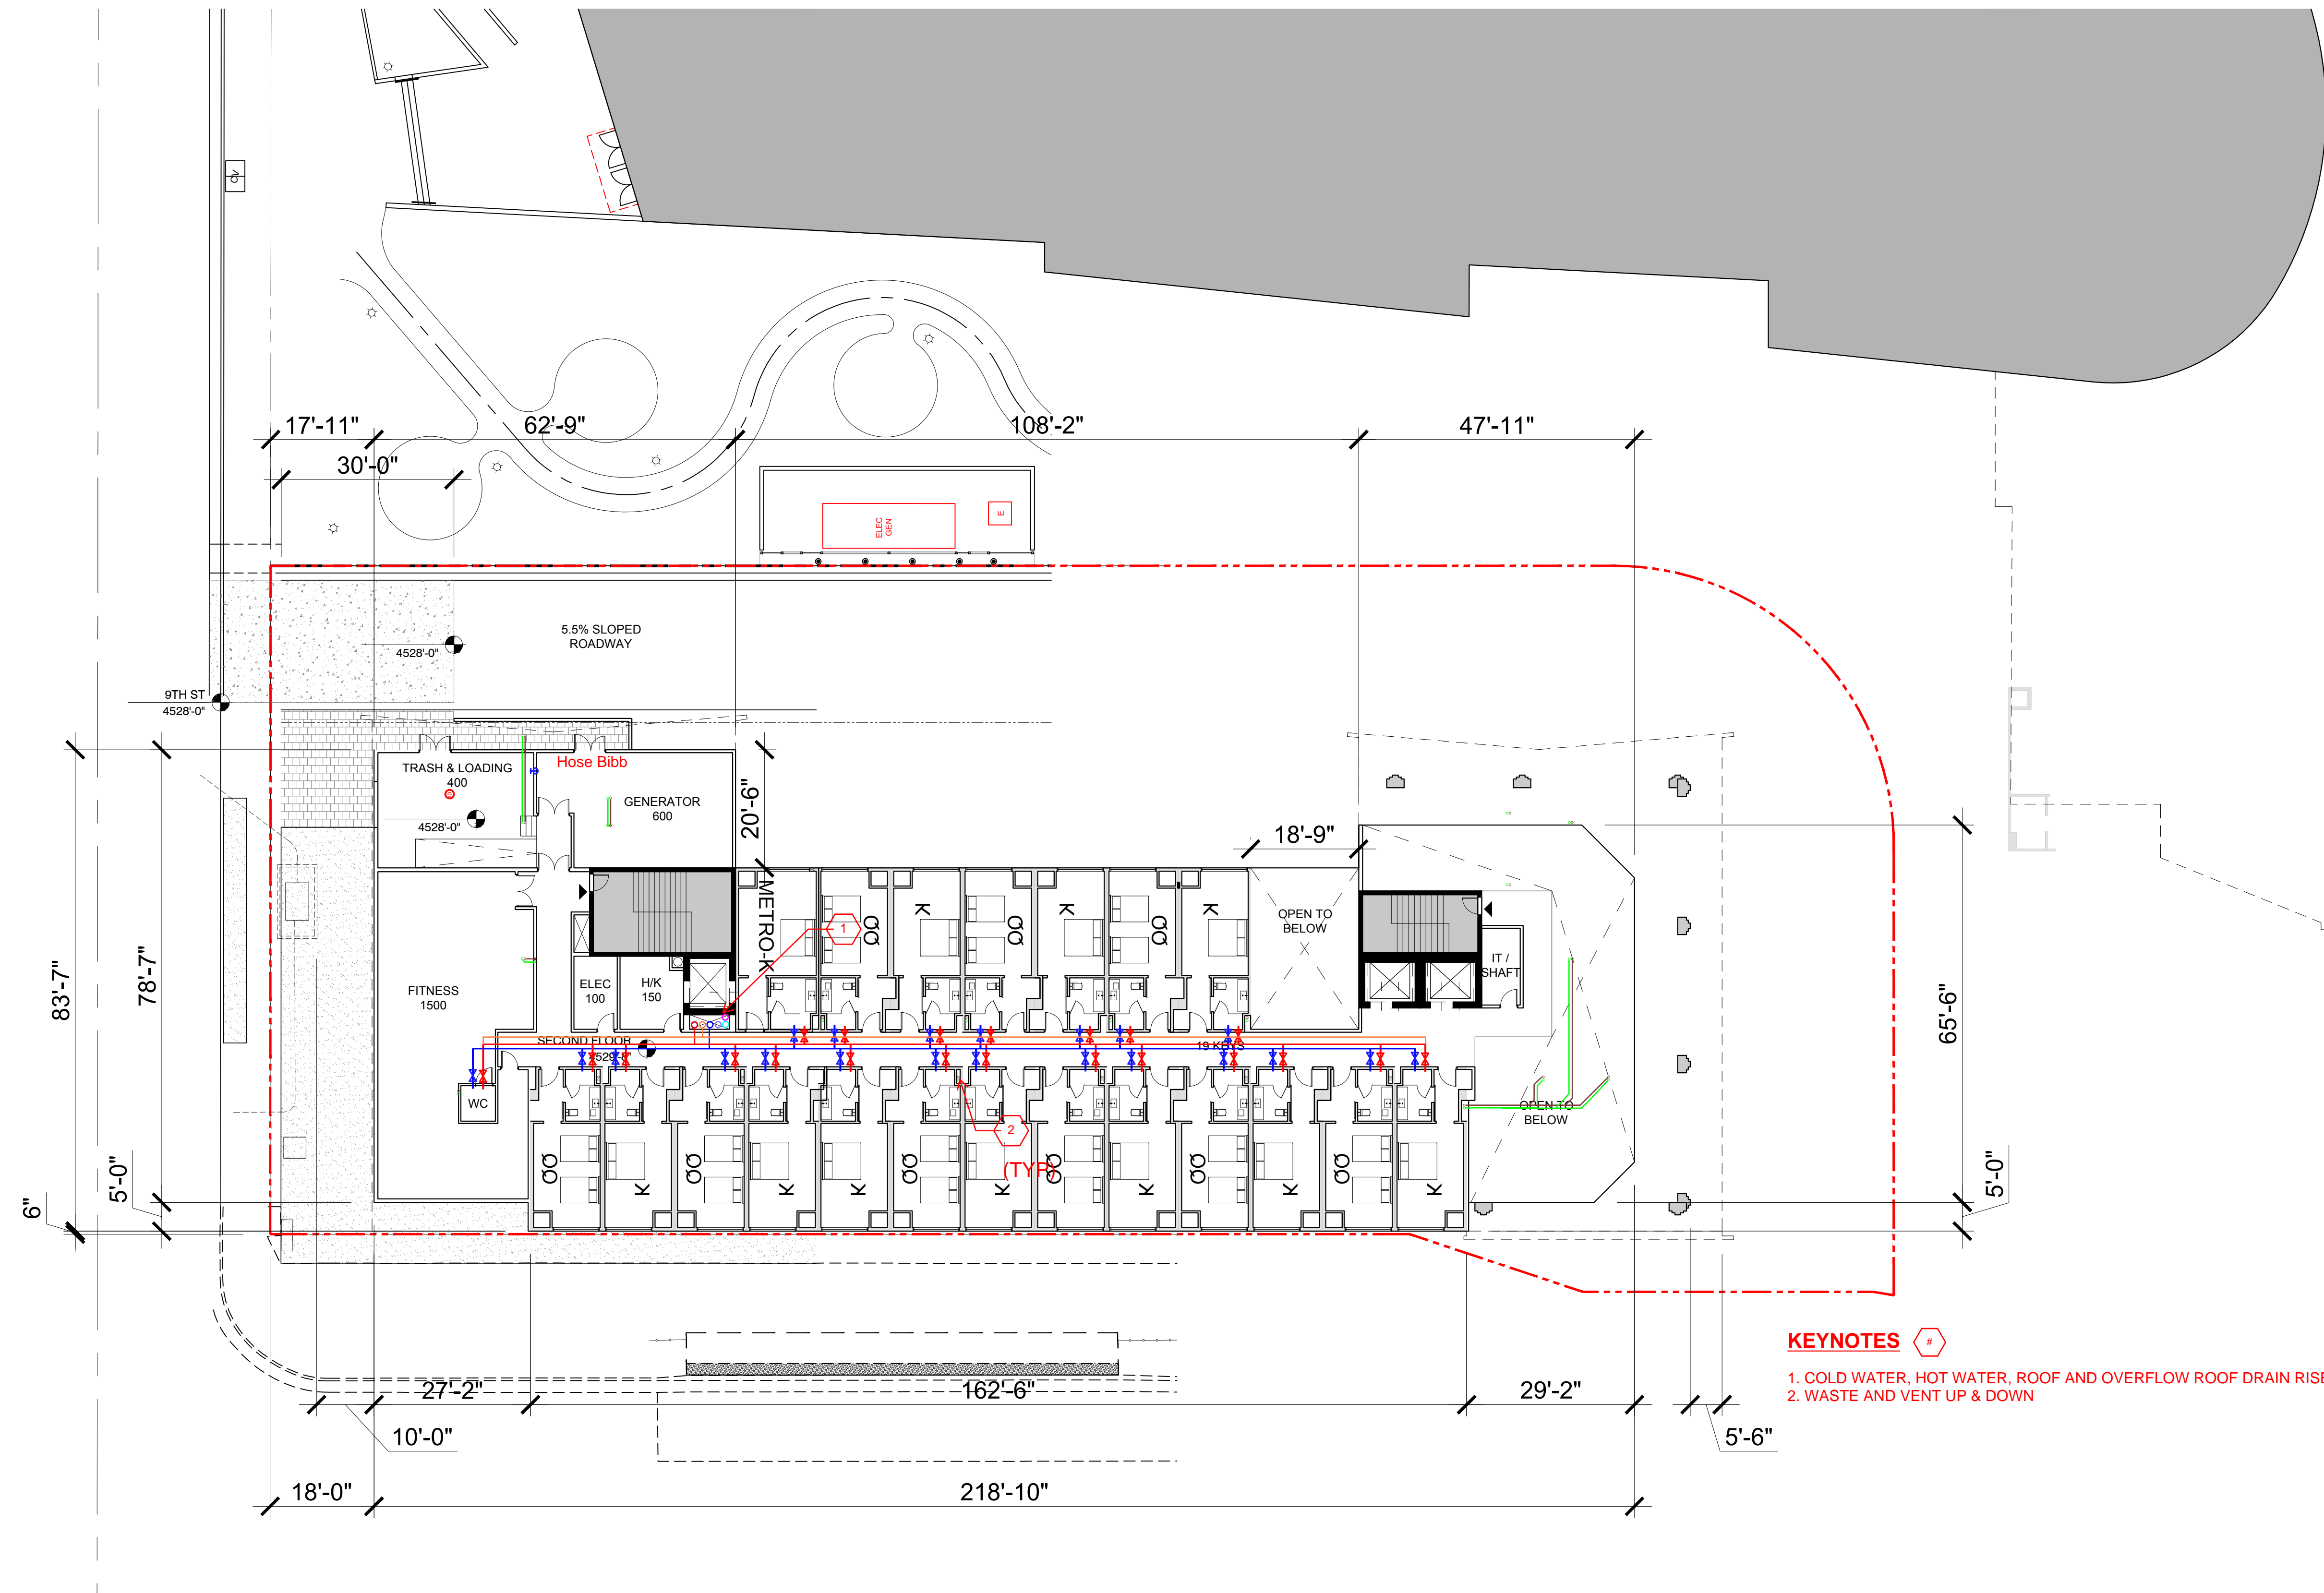 CV
17'-11"
62'-9"
108'-2"
47'-11"
30'-0"
ELEC
GEN
E
5.5% SLOPED
ROADWAY
4528'-0"
9TH ST
4528'-0"
Hose Bibb
TRASH & LOADING
400
GENERATOR
600
4528'-0"
20'-6"
18'-9"
METRO-K
QQ
K
QQ
K
QQ
K
1
OPEN TO
BELOW
IT /
SHAFT
FITNESS
1500
ELEC
100
H/K
150
83'-7"
78'-7"
65'-6"
SECOND FLOOR
19 KEYS
WC
OPEN TO
BELOW
2
(TYP)
QQ
K
QQ
K
K
QQ
K
QQ
K
QQ
K
QQ
K
6"
5'-0"
5'-0"
KEYNOTES #
1. COLD WATER, HOT WATER, ROOF AND OVERFLOW ROOF DRAIN
2. WASTE AND VENT UP & DOWN
27'-2"
162'-6"
29'-2"
10'-0"
5'-6"
18'-0"
218'-10"